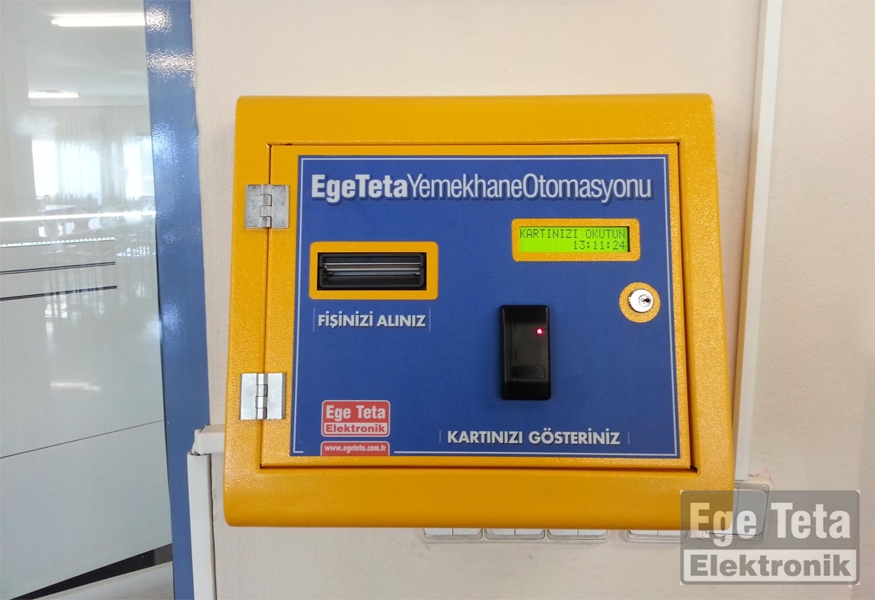 EgeTetaYemekhaneOtomasyonu
KARTINIZI OKUTUN
13:11:24
FİŞİNİZİ ALINIZ
Ege Teta
Elektronik
www.egeteta.com.tr
KARTINIZI GÖSTERİNİZ
Ege Teta
Elektronik